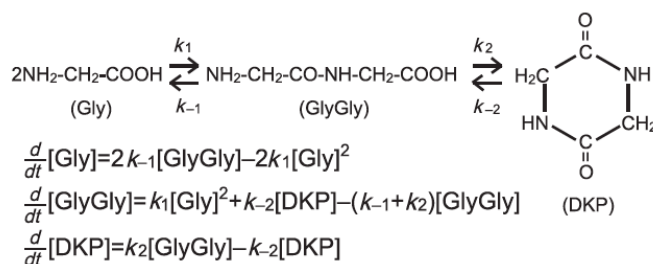 k₁
k₂
2NH₂-CH₂-COOH
NH₂-CH₂-CO-NH-CH₂-COOH
k₋₁
k₋₂
(Gly)
(GlyGly)
O
C
H₂C
NH
HN
CH₂
C
O
(DKP)
d/dt[Gly]=2k₋₁[GlyGly]–2k₁[Gly]²
d/dt[GlyGly]=k₁[Gly]²+k₋₂[DKP]–(k₋₁+k₂)[GlyGly]
d/dt[DKP]=k₂[GlyGly]–k₋₂[DKP]